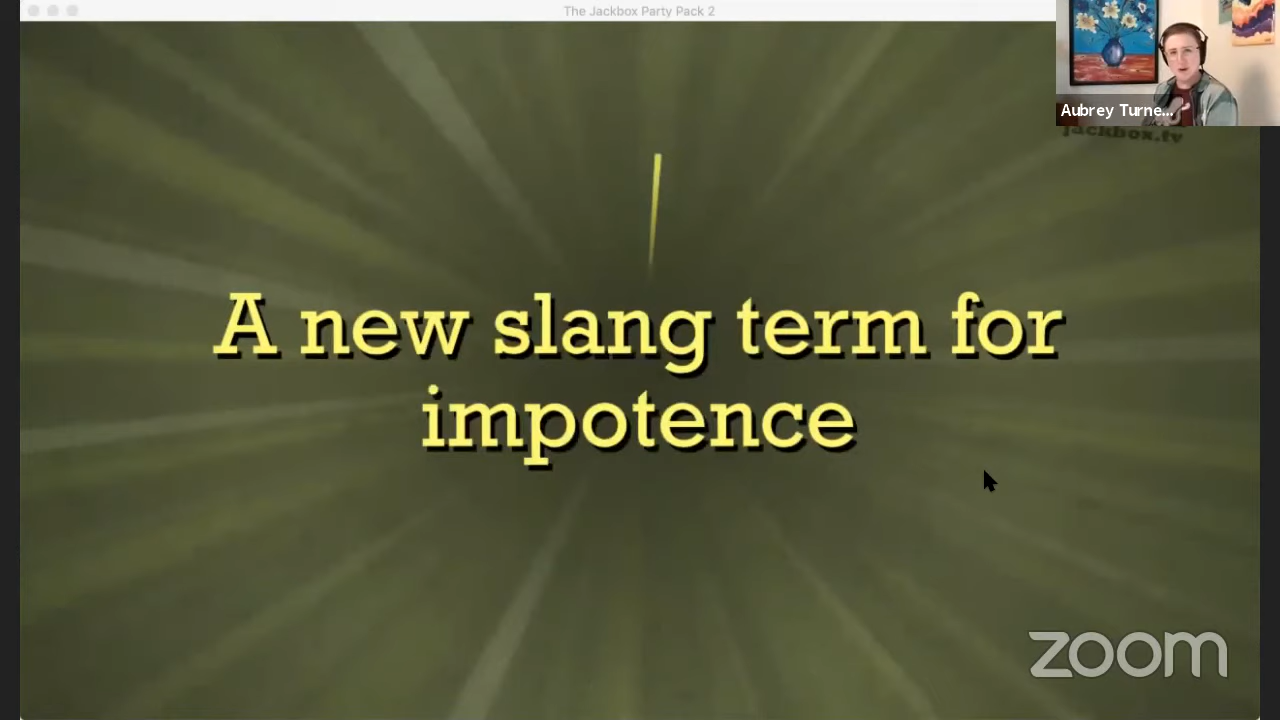 The Jackbox Party Pack 2
Aubrey Turne...
jackbox.tv
A new slang term for
impotence
zoom